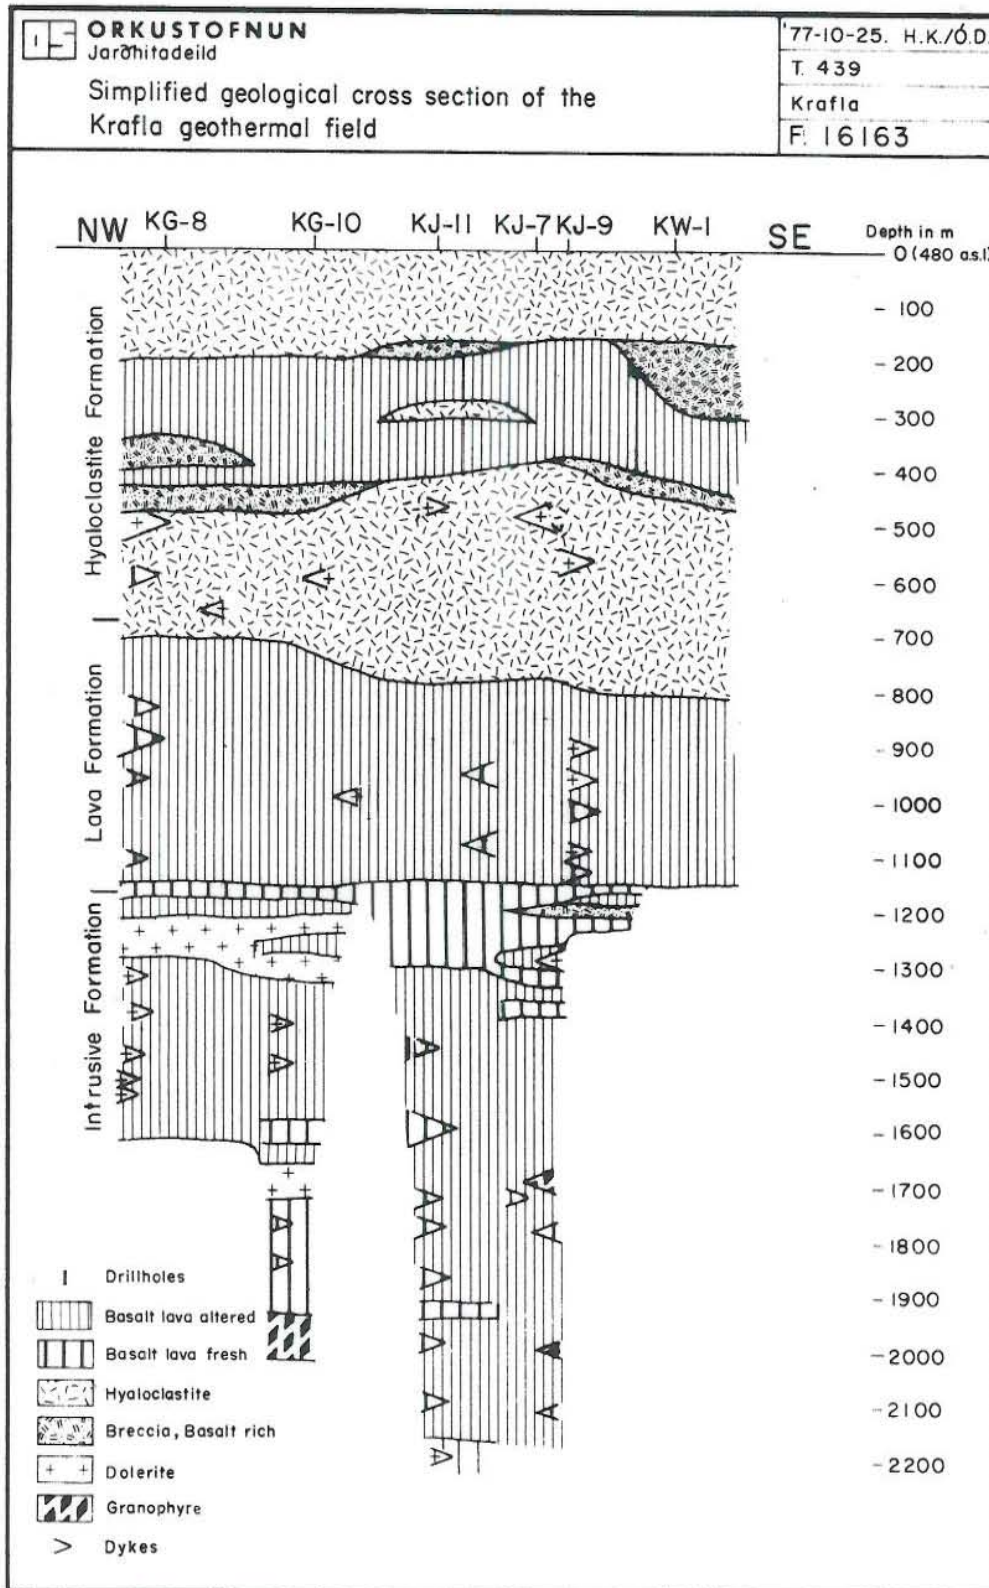 ORKUSTOFNUN
Jarðhitadeild
Simplified geological cross section of the
Krafla geothermal field
'77-10-25. H.K./Ó.D.
T. 439
Krafla
F. 16163
NW KG-8 KG-10 KJ-11 KJ-7 KJ-9 KW-1 SE
Depth in m
0 (480 a.s.l)
- 100
- 200
- 300
- 400
- 500
- 600
- 700
- 800
- 900
- 1000
- 1100
- 1200
- 1300
- 1400
- 1500
- 1600
- 1700
- 1800
- 1900
- 2000
- 2100
- 2200
Hyaloclastite Formation
Lava Formation
Intrusive Formation
Drillholes
Basalt lava altered
Basalt lava fresh
Hyaloclastite
Breccia, Basalt rich
Dolerite
Granophyre
Dykes